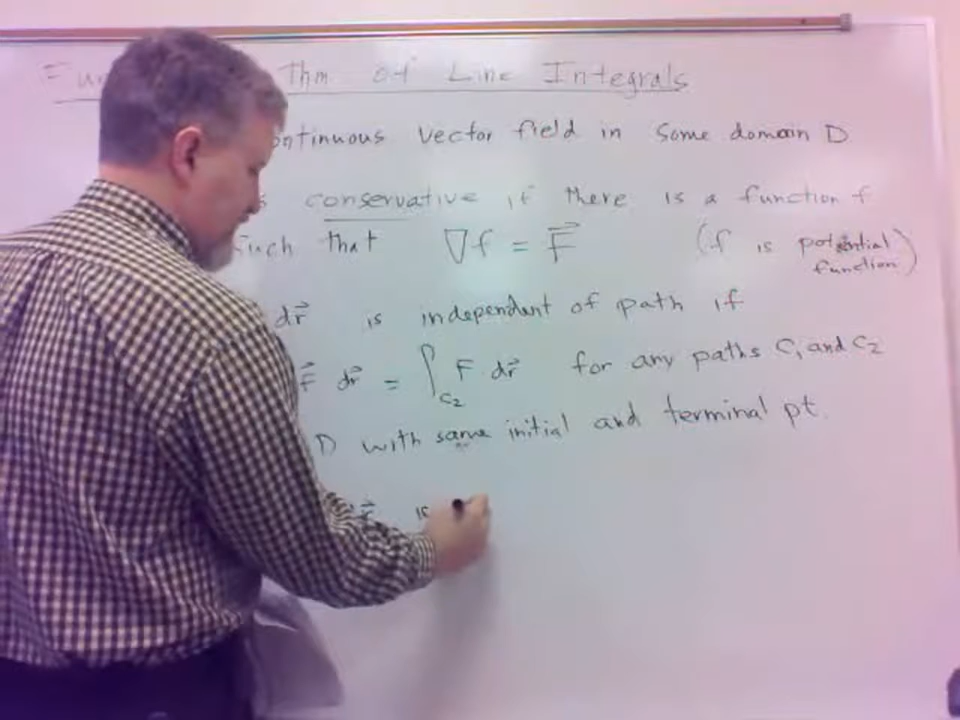 Fun Thm of Line Integrals
ontinuous vector field in some domain D
s conservative if there is a function f
such that ∇f = F⃗ (f is potential function)
dr⃗ is independent of path if
F⃗ dr⃗ = ∫C₂ F dr⃗ for any paths C₁ and C₂
D with same initial and terminal pt.
r⃗ is